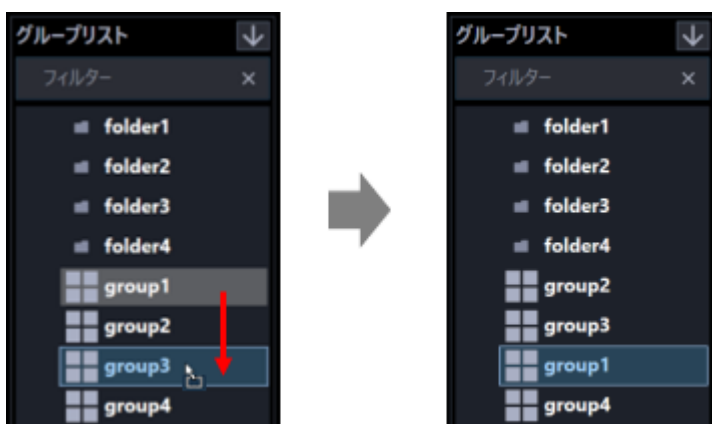 グループリスト
フィルター ×
folder1
folder2
folder3
folder4
group1
group2
group3
group4
グループリスト
フィルター ×
folder1
folder2
folder3
folder4
group2
group3
group1
group4